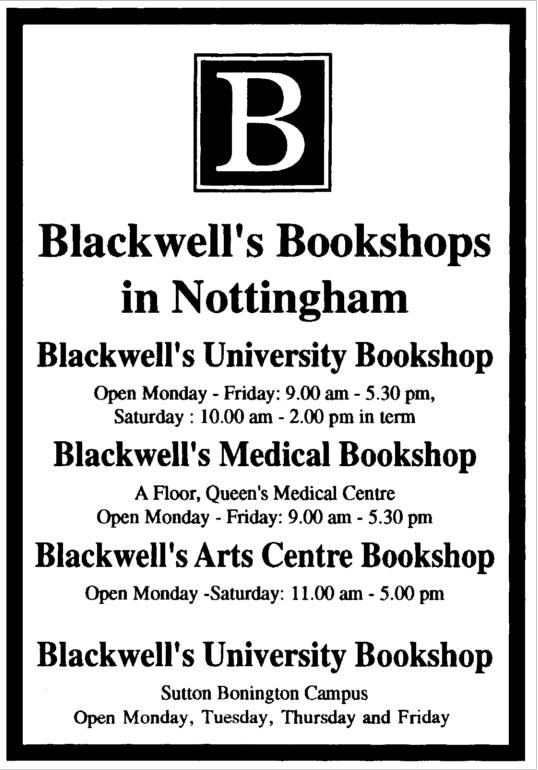 B
Blackwell's Bookshops
in Nottingham
Blackwell's University Bookshop
Open Monday - Friday: 9.00 am - 5.30 pm,
Saturday : 10.00 am - 2.00 pm in term
Blackwell's Medical Bookshop
A Floor, Queen's Medical Centre
Open Monday - Friday: 9.00 am - 5.30 pm
Blackwell's Arts Centre Bookshop
Open Monday -Saturday: 11.00 am - 5.00 pm
Blackwell's University Bookshop
Sutton Bonington Campus
Open Monday, Tuesday, Thursday and Friday